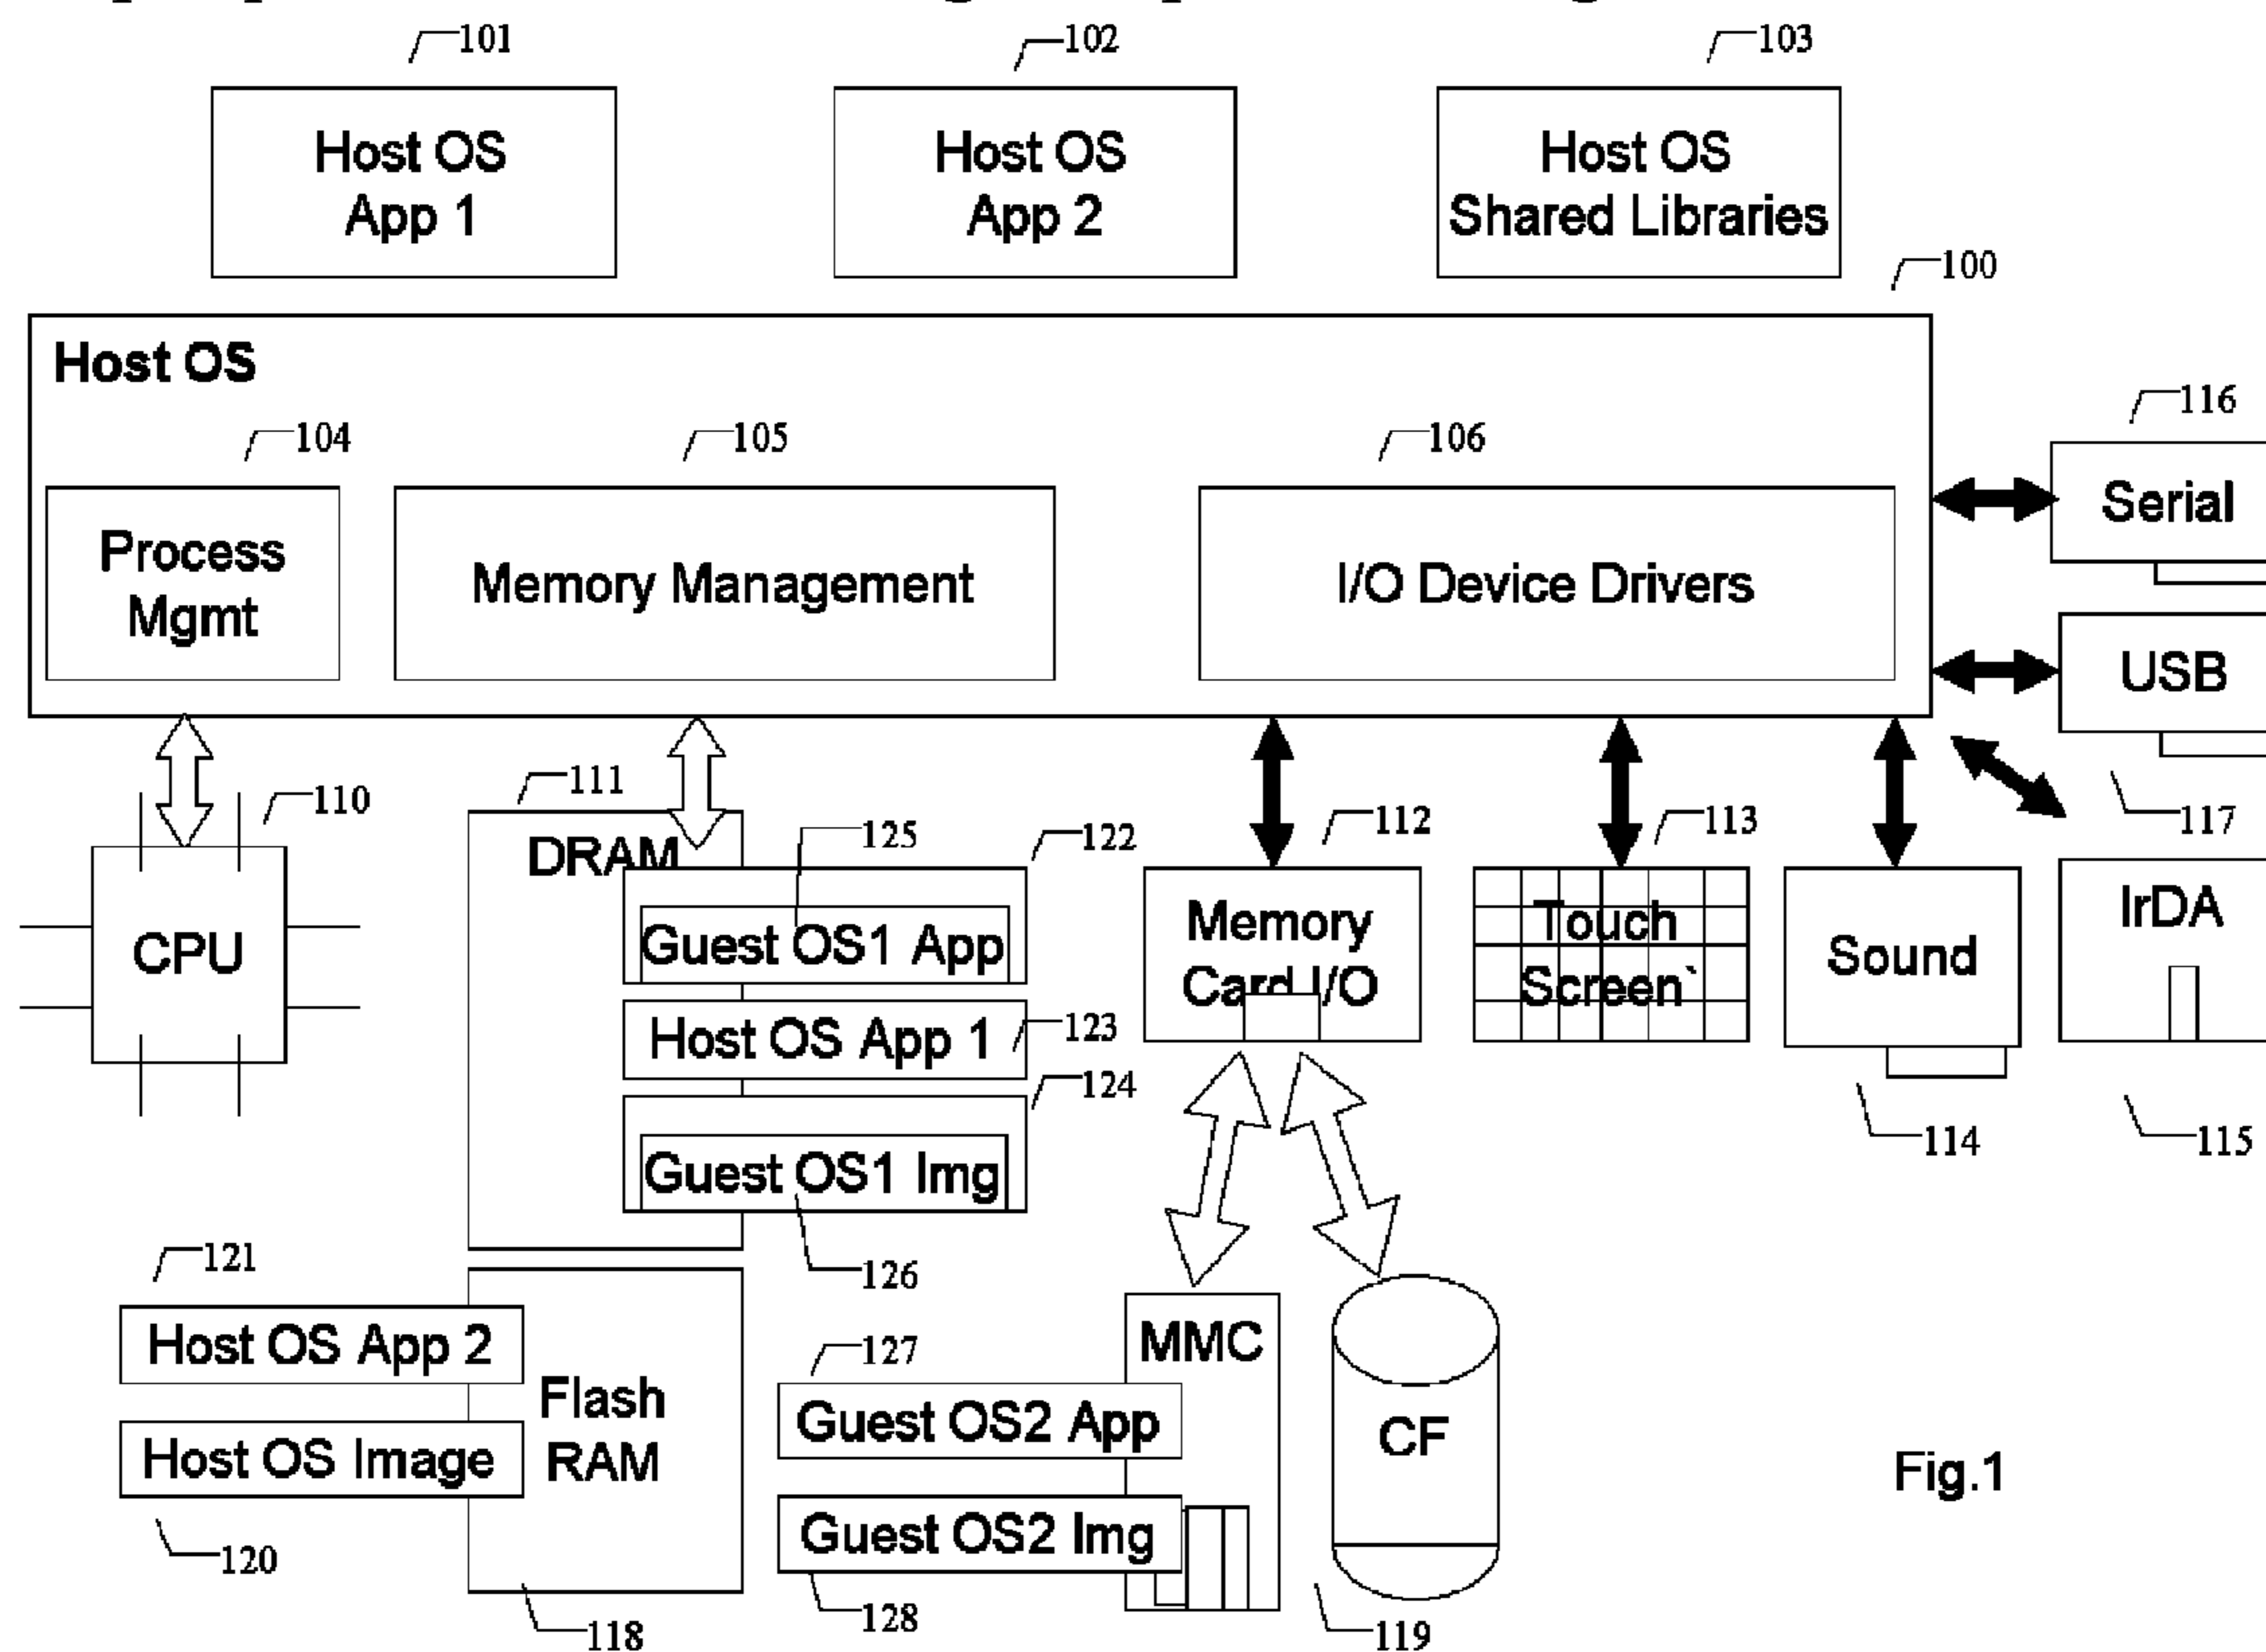 101
102
103
Host OS
App 1
Host OS
App 2
Host OS
Shared Libraries
100
Host OS
104
105
106
116
Process
Mgmt
Memory Management
I/O Device Drivers
Serial
USB
117
110
111
125
122
112
113
DRAM
CPU
Guest OS1 App
Memory
Card I/O
Touch
Screen`
Sound
IrDA
Host OS App 1
123
124
114
115
Guest OS1 Img
126
121
Host OS App 2
Host OS Image
120
Flash
RAM
118
127
MMC
Guest OS2 App
Guest OS2 Img
128
CF
119
Fig.1